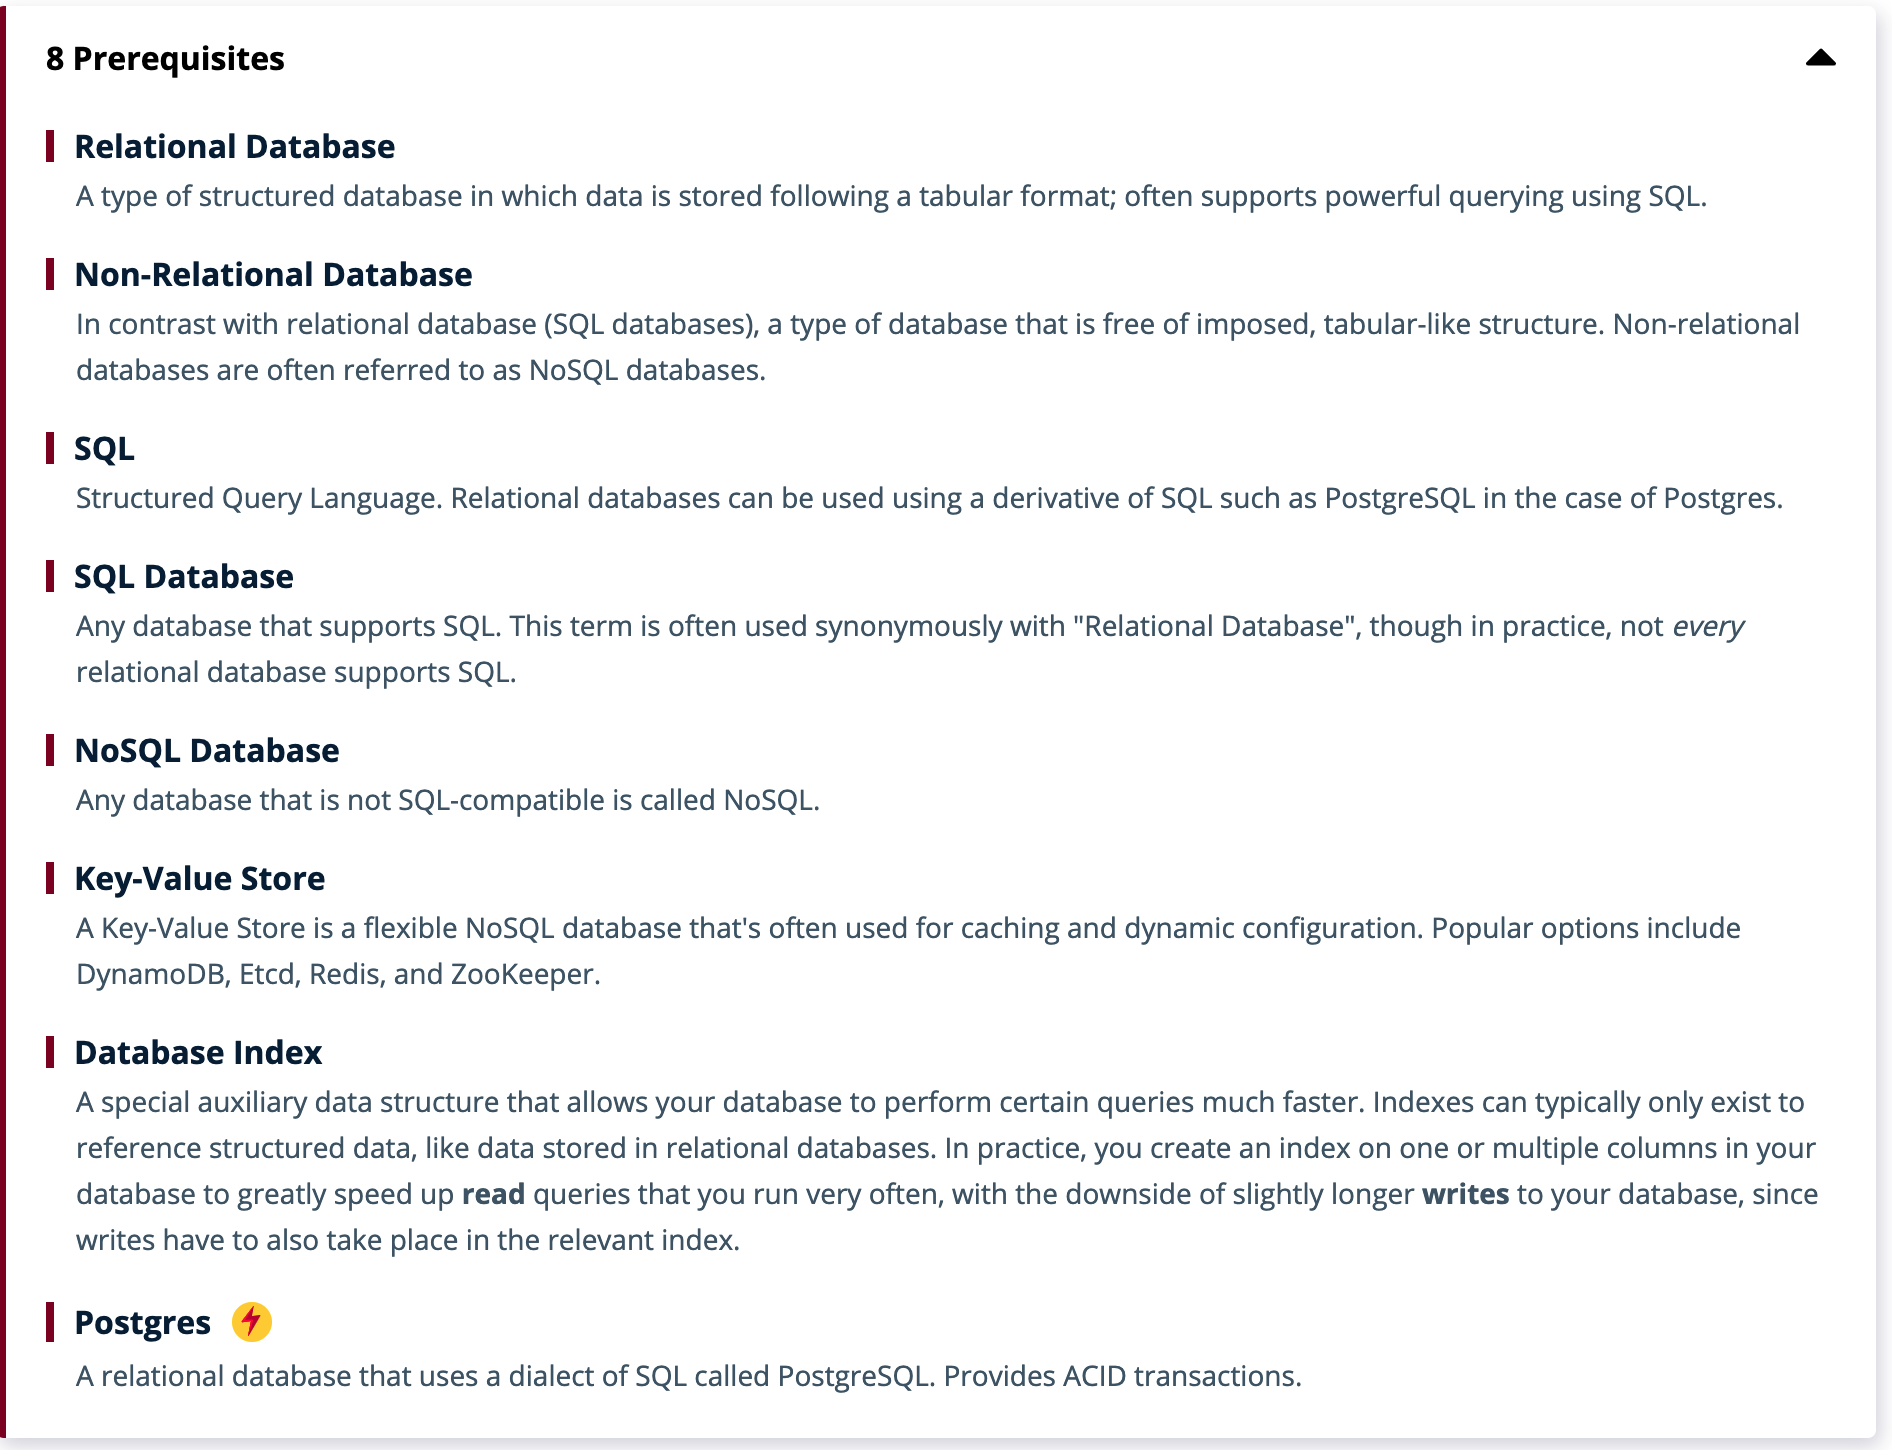 8 Prerequisites
Relational Database
A type of structured database in which data is stored following a tabular format; often supports powerful querying using SQL.
Non-Relational Database
In contrast with relational database (SQL databases), a type of database that is free of imposed, tabular-like structure. Non-relational
databases are often referred to as NoSQL databases.
SQL
Structured Query Language. Relational databases can be used using a derivative of SQL such as PostgreSQL in the case of Postgres.
SQL Database
Any database that supports SQL. This term is often used synonymously with "Relational Database", though in practice, not every
relational database supports SQL.
NoSQL Database
Any database that is not SQL-compatible is called NoSQL.
Key-Value Store
A Key-Value Store is a flexible NoSQL database that's often used for caching and dynamic configuration. Popular options include
DynamoDB, Etcd, Redis, and ZooKeeper.
Database Index
A special auxiliary data structure that allows your database to perform certain queries much faster. Indexes can typically only exist to
reference structured data, like data stored in relational databases. In practice, you create an index on one or multiple columns in your
database to greatly speed up read queries that you run very often, with the downside of slightly longer writes to your database, since
writes have to also take place in the relevant index.
Postgres
A relational database that uses a dialect of SQL called PostgreSQL. Provides ACID transactions.